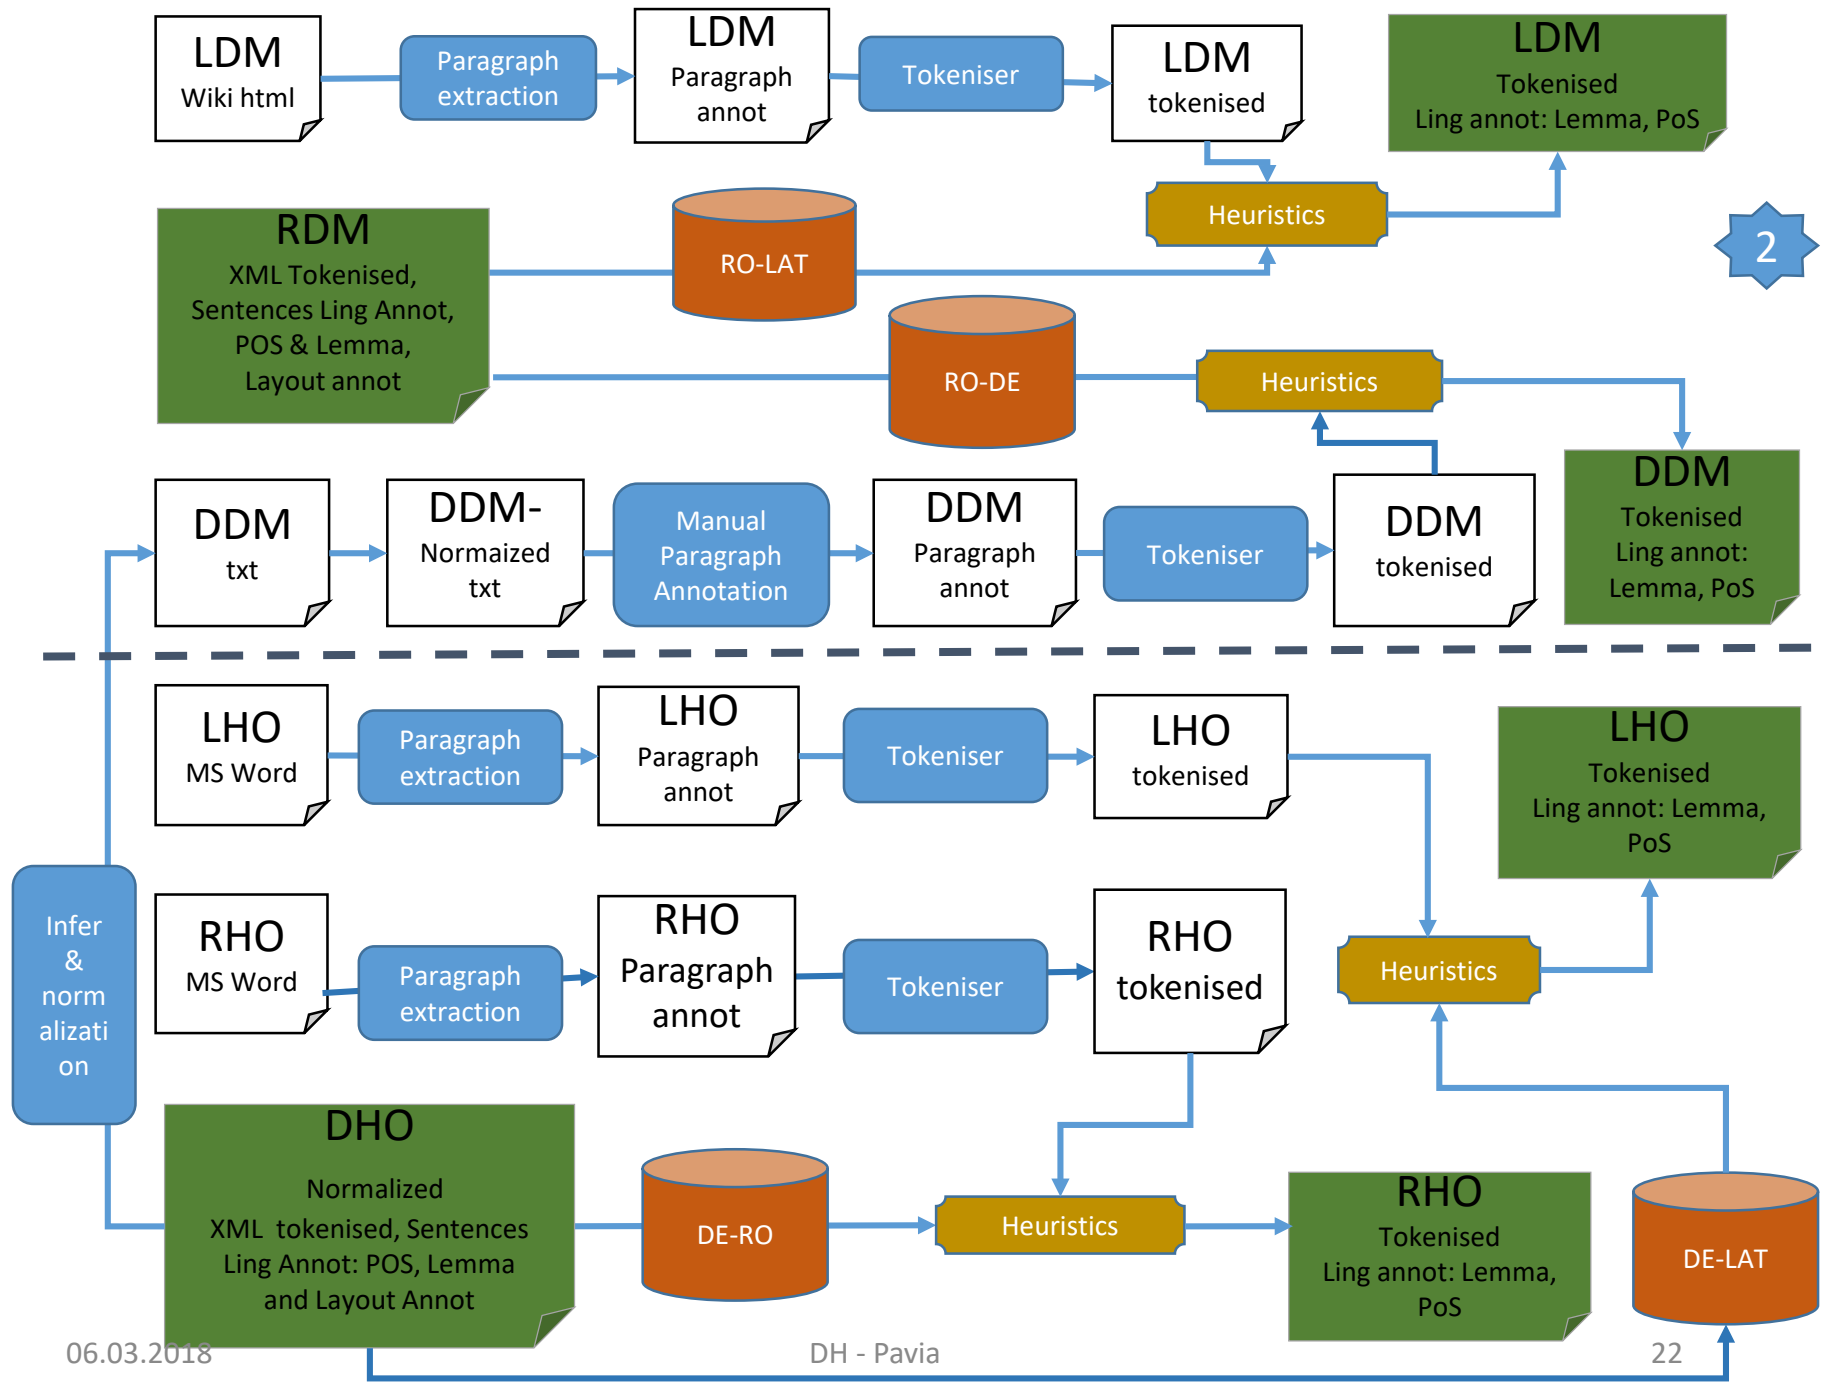 LDM
Wiki html
Paragraph
extraction
LDM
Paragraph
annot
Tokeniser
LDM
tokenised
LDM
Tokenised
Ling annot: Lemma, PoS
Heuristics
2
RDM
XML Tokenised,
Sentences Ling Annot,
POS & Lemma,
Layout annot
RO-LAT
RO-DE
Heuristics
DDM
txt
DDM-
Normaized
txt
Manual
Paragraph
Annotation
DDM
Paragraph
annot
Tokeniser
DDM
tokenised
DDM
Tokenised
Ling annot:
Lemma, PoS
LHO
MS Word
Paragraph
extraction
LHO
Paragraph
annot
Tokeniser
LHO
tokenised
LHO
Tokenised
Ling annot: Lemma,
PoS
Infer
&
norm
alizati
on
RHO
MS Word
Paragraph
extraction
RHO
Paragraph
annot
Tokeniser
RHO
tokenised
Heuristics
DHO
Normalized
XML tokenised, Sentences
Ling Annot: POS, Lemma
and Layout Annot
DE-RO
Heuristics
RHO
Tokenised
Ling annot: Lemma,
PoS
DE-LAT
06.03.2018
DH - Pavia
22